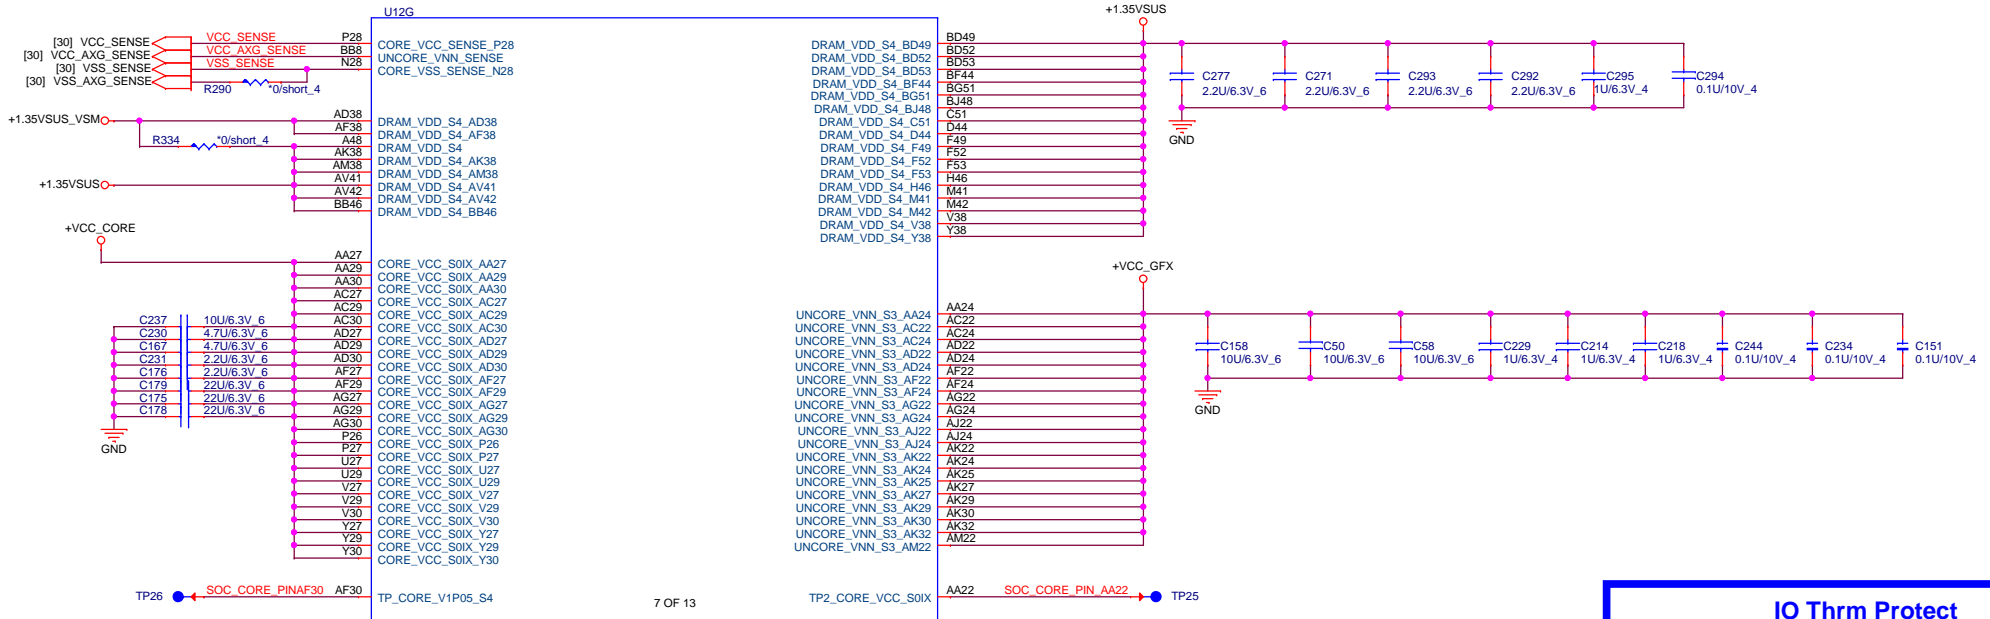 U12G
[30] VCC_SENSE VCC_SENSE P28 CORE_VCC_SENSE_P28
[30] VCC_AXG_SENSE VCC_AXG_SENSE BB8 UNCORE_VNN_SENSE
[30] VSS_SENSE VSS_SENSE N28 CORE_VSS_SENSE_N28
[30] VSS_AXG_SENSE
R290 *0/short_4
+1.35VSUS_VSM
AD38 DRAM_VDD_S4_AD38
AF38 DRAM_VDD_S4_AF38
R334 *0/short_4
A48 DRAM_VDD_S4
AK38 DRAM_VDD_S4_AK38
AM38 DRAM_VDD_S4_AM38
+1.35VSUS
AV41 DRAM_VDD_S4_AV41
AV42 DRAM_VDD_S4_AV42
BB46 DRAM_VDD_S4_BB46
+VCC_CORE
AA27 CORE_VCC_S0IX_AA27
AA29 CORE_VCC_S0IX_AA29
AA30 CORE_VCC_S0IX_AA30
AC27 CORE_VCC_S0IX_AC27
AC29 CORE_VCC_S0IX_AC29
C237 10U/6.3V_6 AC30 CORE_VCC_S0IX_AC30
C230 4.7U/6.3V_6 AD27 CORE_VCC_S0IX_AD27
C167 4.7U/6.3V_6 AD29 CORE_VCC_S0IX_AD29
C231 2.2U/6.3V_6 AD30 CORE_VCC_S0IX_AD30
C176 2.2U/6.3V_6 AF27 CORE_VCC_S0IX_AF27
C179 22U/6.3V_6 AF29 CORE_VCC_S0IX_AF29
C175 22U/6.3V_6 AG27 CORE_VCC_S0IX_AG27
C178 22U/6.3V_6 AG29 CORE_VCC_S0IX_AG29
AG30 CORE_VCC_S0IX_AG30
GND
P26 CORE_VCC_S0IX_P26
P27 CORE_VCC_S0IX_P27
U27 CORE_VCC_S0IX_U27
U29 CORE_VCC_S0IX_U29
V27 CORE_VCC_S0IX_V27
V29 CORE_VCC_S0IX_V29
V30 CORE_VCC_S0IX_V30
Y27 CORE_VCC_S0IX_Y27
Y29 CORE_VCC_S0IX_Y29
Y30 CORE_VCC_S0IX_Y30
TP26 SOC_CORE_PINAF30 AF30 TP_CORE_V1P05_S4
7 OF 13
+1.35VSUS
DRAM_VDD_S4_BD49 BD49
DRAM_VDD_S4_BD52 BD52
DRAM_VDD_S4_BD53 BD53
DRAM_VDD_S4_BF44 BF44
DRAM_VDD_S4_BG51 BG51
DRAM_VDD_S4_BJ48 BJ48
DRAM_VDD_S4_C51 C51
DRAM_VDD_S4_D44 D44
DRAM_VDD_S4_F49 F49
DRAM_VDD_S4_F52 F52
DRAM_VDD_S4_F53 F53
DRAM_VDD_S4_H46 H46
DRAM_VDD_S4_M41 M41
DRAM_VDD_S4_M42 M42
DRAM_VDD_S4_V38 V38
DRAM_VDD_S4_Y38 Y38
C277 C271 C293 C292 C295 C294
2.2U/6.3V_6 2.2U/6.3V_6 2.2U/6.3V_6 2.2U/6.3V_6 1U/6.3V_4 0.1U/10V_4
GND
+VCC_GFX
UNCORE_VNN_S3_AA24 AA24
UNCORE_VNN_S3_AC22 AC22
UNCORE_VNN_S3_AC24 AC24
UNCORE_VNN_S3_AD22 AD22
UNCORE_VNN_S3_AD24 AD24
UNCORE_VNN_S3_AF22 AF22
UNCORE_VNN_S3_AF24 AF24
UNCORE_VNN_S3_AG22 AG22
UNCORE_VNN_S3_AG24 AG24
UNCORE_VNN_S3_AJ22 AJ22
UNCORE_VNN_S3_AJ24 AJ24
UNCORE_VNN_S3_AK22 AK22
UNCORE_VNN_S3_AK24 AK24
UNCORE_VNN_S3_AK25 AK25
UNCORE_VNN_S3_AK27 AK27
UNCORE_VNN_S3_AK29 AK29
UNCORE_VNN_S3_AK30 AK30
UNCORE_VNN_S3_AK32 AK32
UNCORE_VNN_S3_AM22 AM22
C158 C50 C58 C229 C214 C218 C244 C234 C151
10U/6.3V_6 10U/6.3V_6 10U/6.3V_6 1U/6.3V_4 1U/6.3V_4 1U/6.3V_4 0.1U/10V_4 0.1U/10V_4 0.1U/10V_4
GND
TP2_CORE_VCC_S0IX AA22 SOC_CORE_PIN_AA22 TP25
IO Thrm Protect